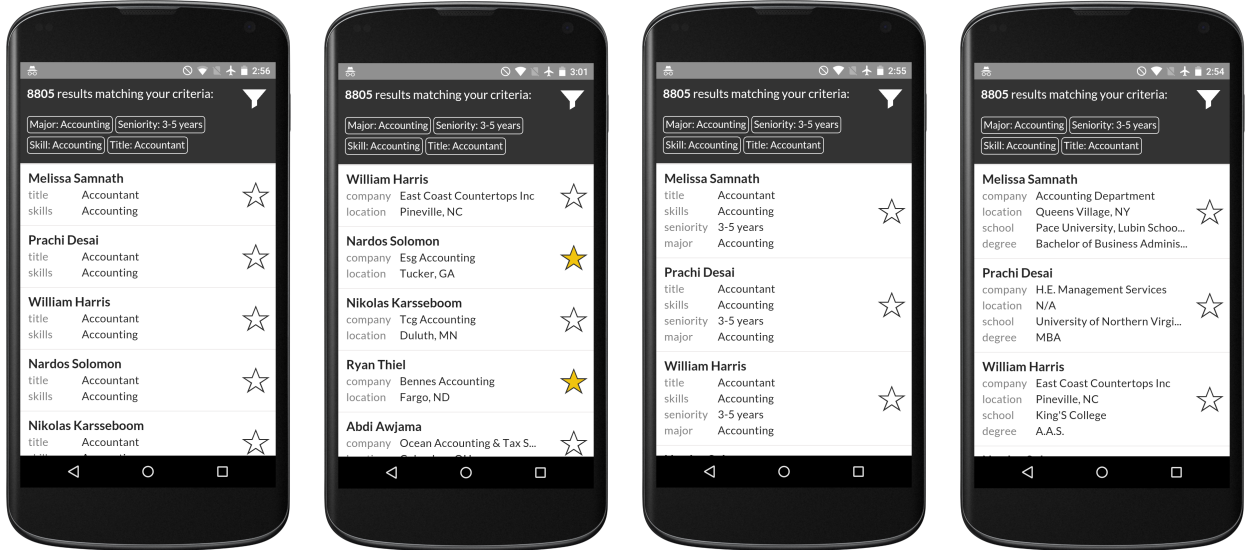 2:56
8805 results matching your criteria:
Major: Accounting Seniority: 3-5 years
Skill: Accounting Title: Accountant
Melissa Samnath
title Accountant
skills Accounting
Prachi Desai
title Accountant
skills Accounting
William Harris
title Accountant
skills Accounting
Nardos Solomon
title Accountant
skills Accounting
Nikolas Karsseboom
title Accountant
3:01
8805 results matching your criteria:
Major: Accounting Seniority: 3-5 years
Skill: Accounting Title: Accountant
William Harris
company East Coast Countertops Inc
location Pineville, NC
Nardos Solomon
company Esg Accounting
location Tucker, GA
Nikolas Karsseboom
company Tcg Accounting
location Duluth, MN
Ryan Thiel
company Bennes Accounting
location Fargo, ND
Abdi Awjama
company Ocean Accounting & Tax S...
2:55
8805 results matching your criteria:
Major: Accounting Seniority: 3-5 years
Skill: Accounting Title: Accountant
Melissa Samnath
title Accountant
skills Accounting
seniority 3-5 years
major Accounting
Prachi Desai
title Accountant
skills Accounting
seniority 3-5 years
major Accounting
William Harris
title Accountant
skills Accounting
seniority 3-5 years
major Accounting
2:54
8805 results matching your criteria:
Major: Accounting Seniority: 3-5 years
Skill: Accounting Title: Accountant
Melissa Samnath
company Accounting Department
location Queens Village, NY
school Pace University, Lubin Schoo...
degree Bachelor of Business Adminis...
Prachi Desai
company H.E. Management Services
location N/A
school University of Northern Virgi...
degree MBA
William Harris
company East Coast Countertops Inc
location Pineville, NC
school King'S College
degree A.A.S.